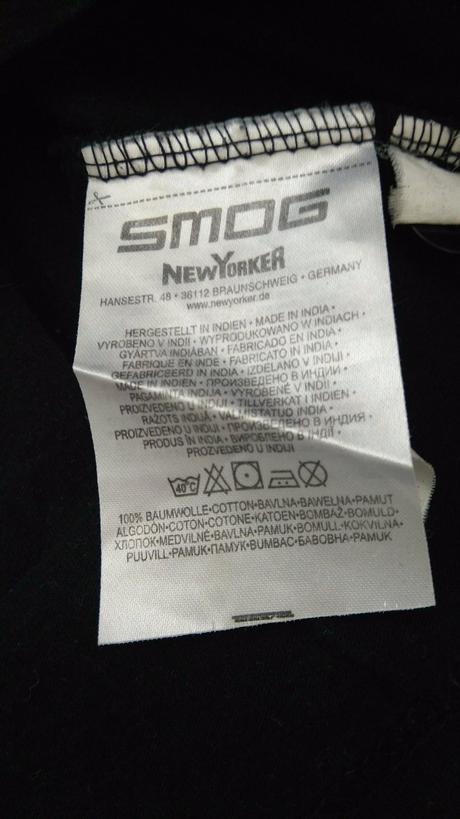 SMOG
NEWYORKER
HANSESTR. 48 • 36112 BRAUNSCHWEIG • GERMANY
www.newyorker.de
HERGESTELLT IN INDIEN • MADE IN INDIA •
VYROBENO V INDII • WYPRODUKOWANO W INDIACH •
GYÁRTVA INDIÁBAN • FABRICADO EN INDIA •
FABRIQUE EN INDE • FABRICATO IN INDIA •
GEFABRICEERD IN INDIA • IZDELANO V INDIJI •
MADE IN INDIEN • ПРОИЗВЕДЕНО В ИНДИИ •
PAGAMINTA INDIJA • VYROBENÉ V INDII •
PROIZVEDENO U INDIJI • TILLVERKAT I INDIEN •
RAŽOTS INDIJĀ • VALMISTATUD INDIA •
PROIZVEDENO U INDIJI • ПРОИЗВЕДЕНО В ИНДИЯ •
PRODUS IN INDIA • ВИРОБЛЕНО В ІНДІЇ •
PROIZVEDENO U INDIJI
40°C
100% BAUMWOLLE•COTTON•BAVLNA•BAWEŁNA•PAMUT
ALGODÓN•COTON•COTONE•KATOEN•BOMBAŽ•BOMULD•
ХЛОПОК•MEDVILNĖ•BAVLNA•PAMUK•BOMULL•KOKVILNA•
PUUVILL•PAMUK•ПАМУК•BUMBAC•БАВОВНА•PAMUK